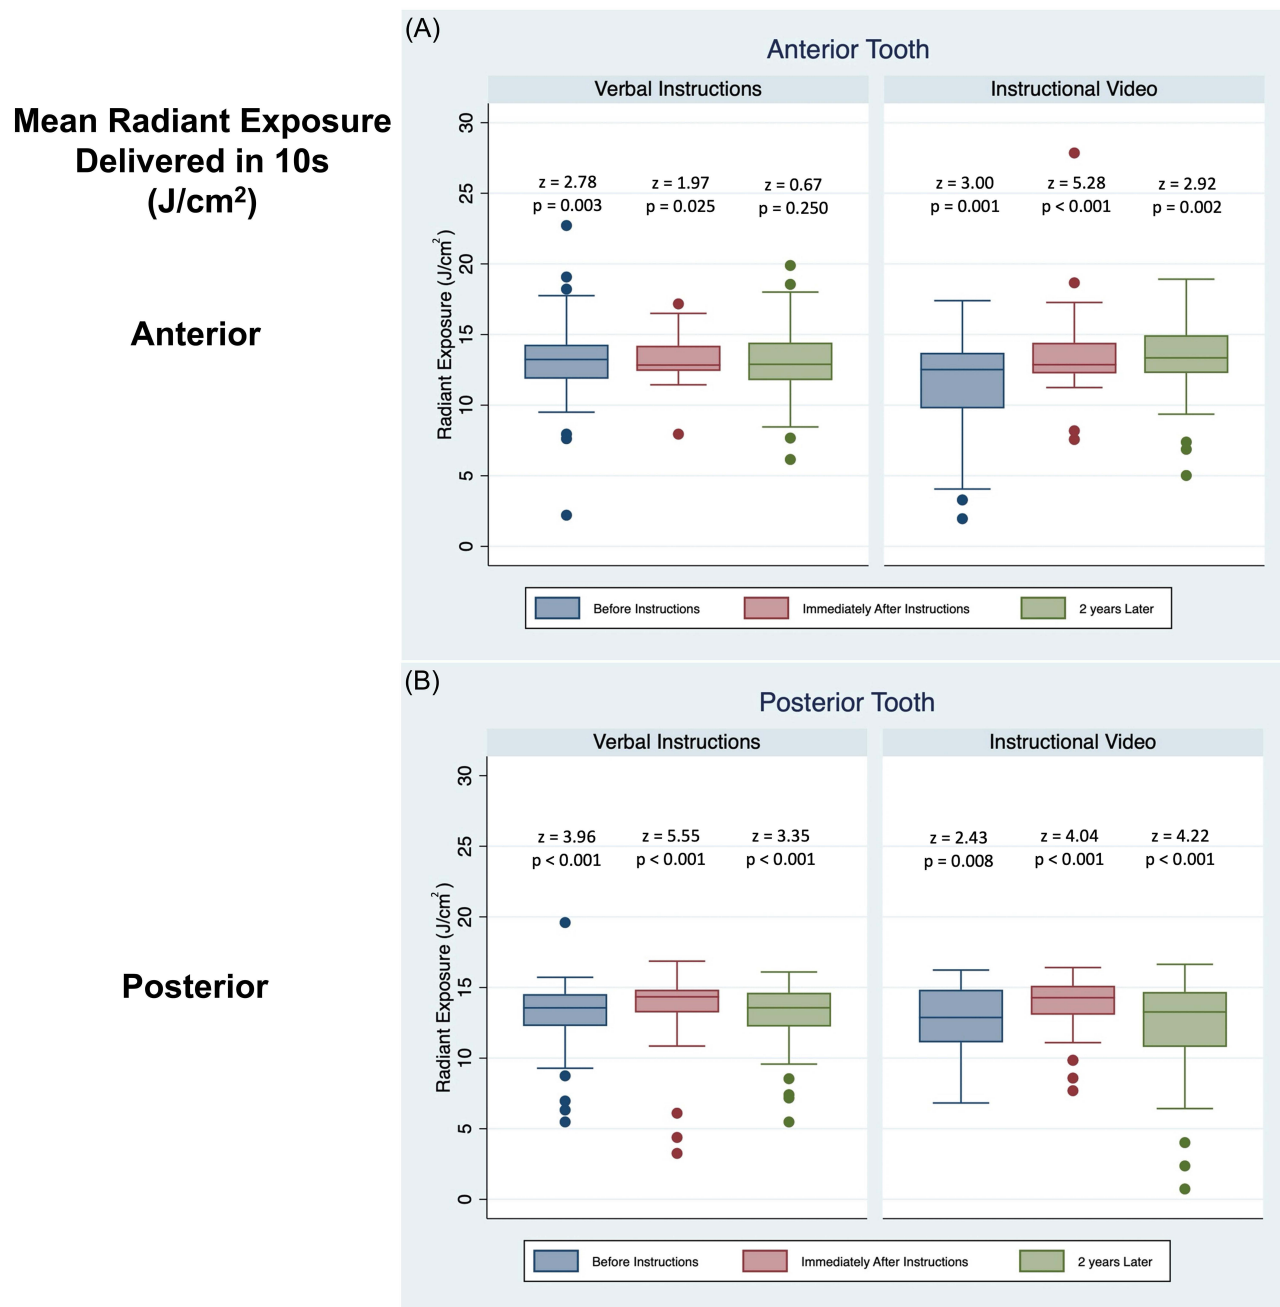 Mean Radiant Exposure
Delivered in 10s
(J/cm²)
Anterior
Posterior
(A)
Anterior Tooth
Verbal Instructions
Instructional Video
Radiant Exposure (J/cm²)
30
25
20
15
10
5
0
z = 2.78
p = 0.003
z = 1.97
p = 0.025
z = 0.67
p = 0.250
z = 3.00
p = 0.001
z = 5.28
p < 0.001
z = 2.92
p = 0.002
Before Instructions
Immediately After Instructions
2 years Later
(B)
Posterior Tooth
Verbal Instructions
Instructional Video
Radiant Exposure (J/cm²)
30
25
20
15
10
5
0
z = 3.96
p < 0.001
z = 5.55
p < 0.001
z = 3.35
p < 0.001
z = 2.43
p = 0.008
z = 4.04
p < 0.001
z = 4.22
p < 0.001
Before Instructions
Immediately After Instructions
2 years Later